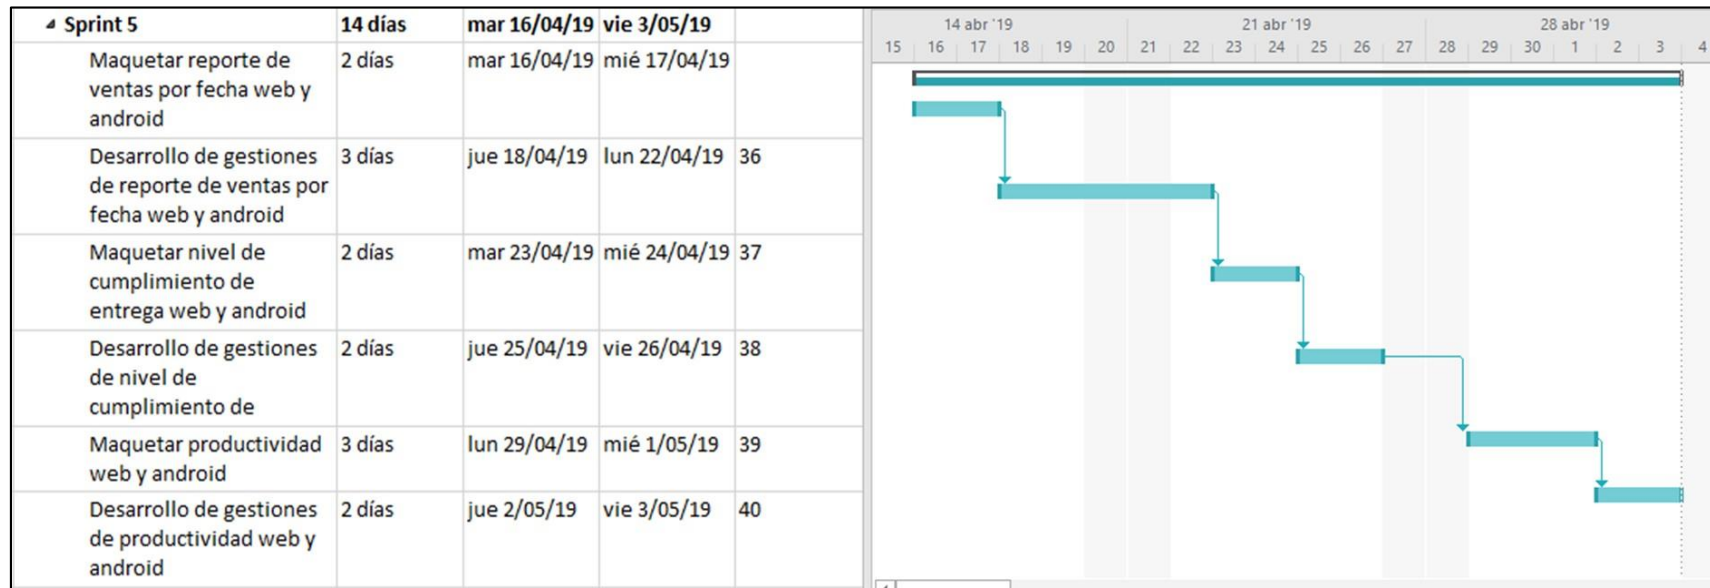 Sprint 5 14 días mar 16/04/19 vie 3/05/19
Maquetar reporte de 2 días mar 16/04/19 mié 17/04/19
ventas por fecha web y
android
Desarrollo de gestiones 3 días jue 18/04/19 lun 22/04/19 36
de reporte de ventas por
fecha web y android
Maquetar nivel de 2 días mar 23/04/19 mié 24/04/19 37
cumplimiento de
entrega web y android
Desarrollo de gestiones 2 días jue 25/04/19 vie 26/04/19 38
de nivel de
cumplimiento de
Maquetar productividad 3 días lun 29/04/19 mié 1/05/19 39
web y android
Desarrollo de gestiones 2 días jue 2/05/19 vie 3/05/19 40
de productividad web y
android
14 abr '19 21 abr '19 28 abr '19
15 16 17 18 19 20 21 22 23 24 25 26 27 28 29 30 1 2 3 4